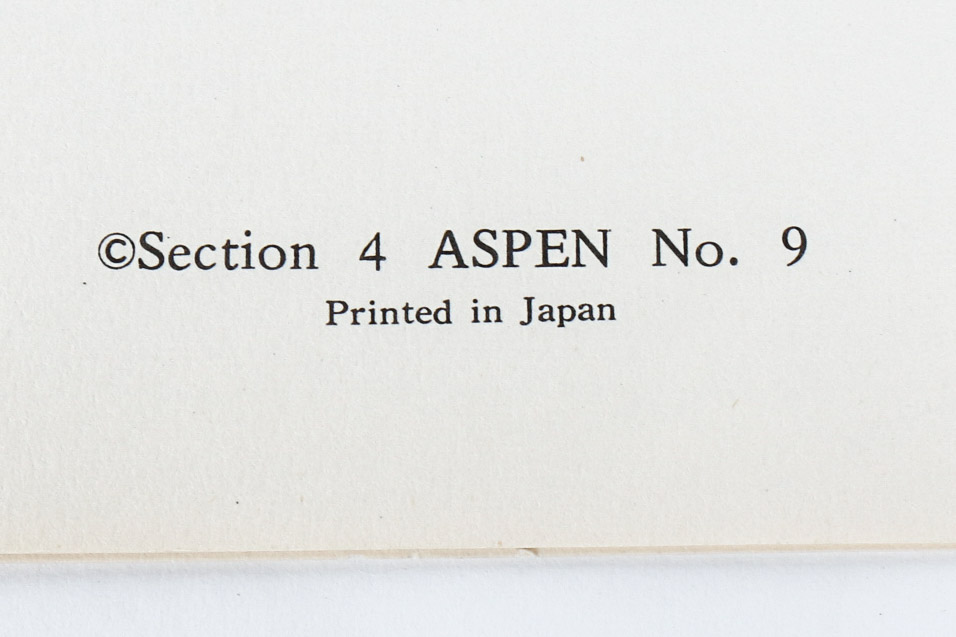 ©Section 4 ASPEN No. 9
Printed in Japan